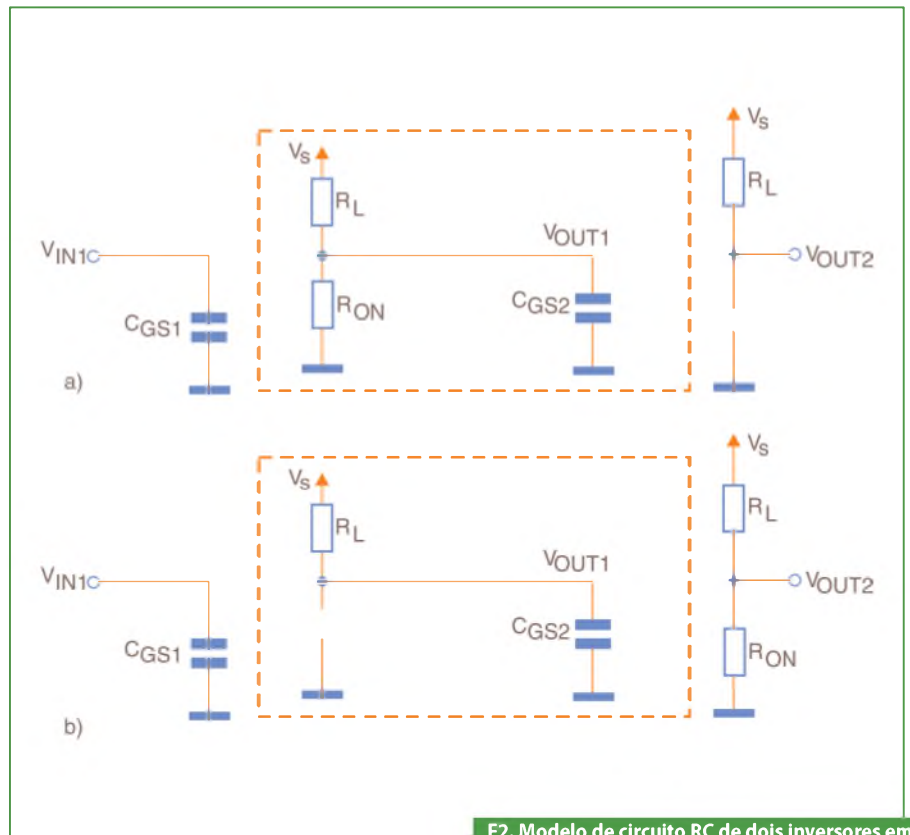 VS
VS
RL
RL
VIN1
VOUT1
VOUT2
CGS1
RON
CGS2
a)
VS
VS
RL
RL
VIN1
VOUT1
VOUT2
CGS1
CGS2
RON
b)
F2. Modelo de circuito RC de dois inversores em